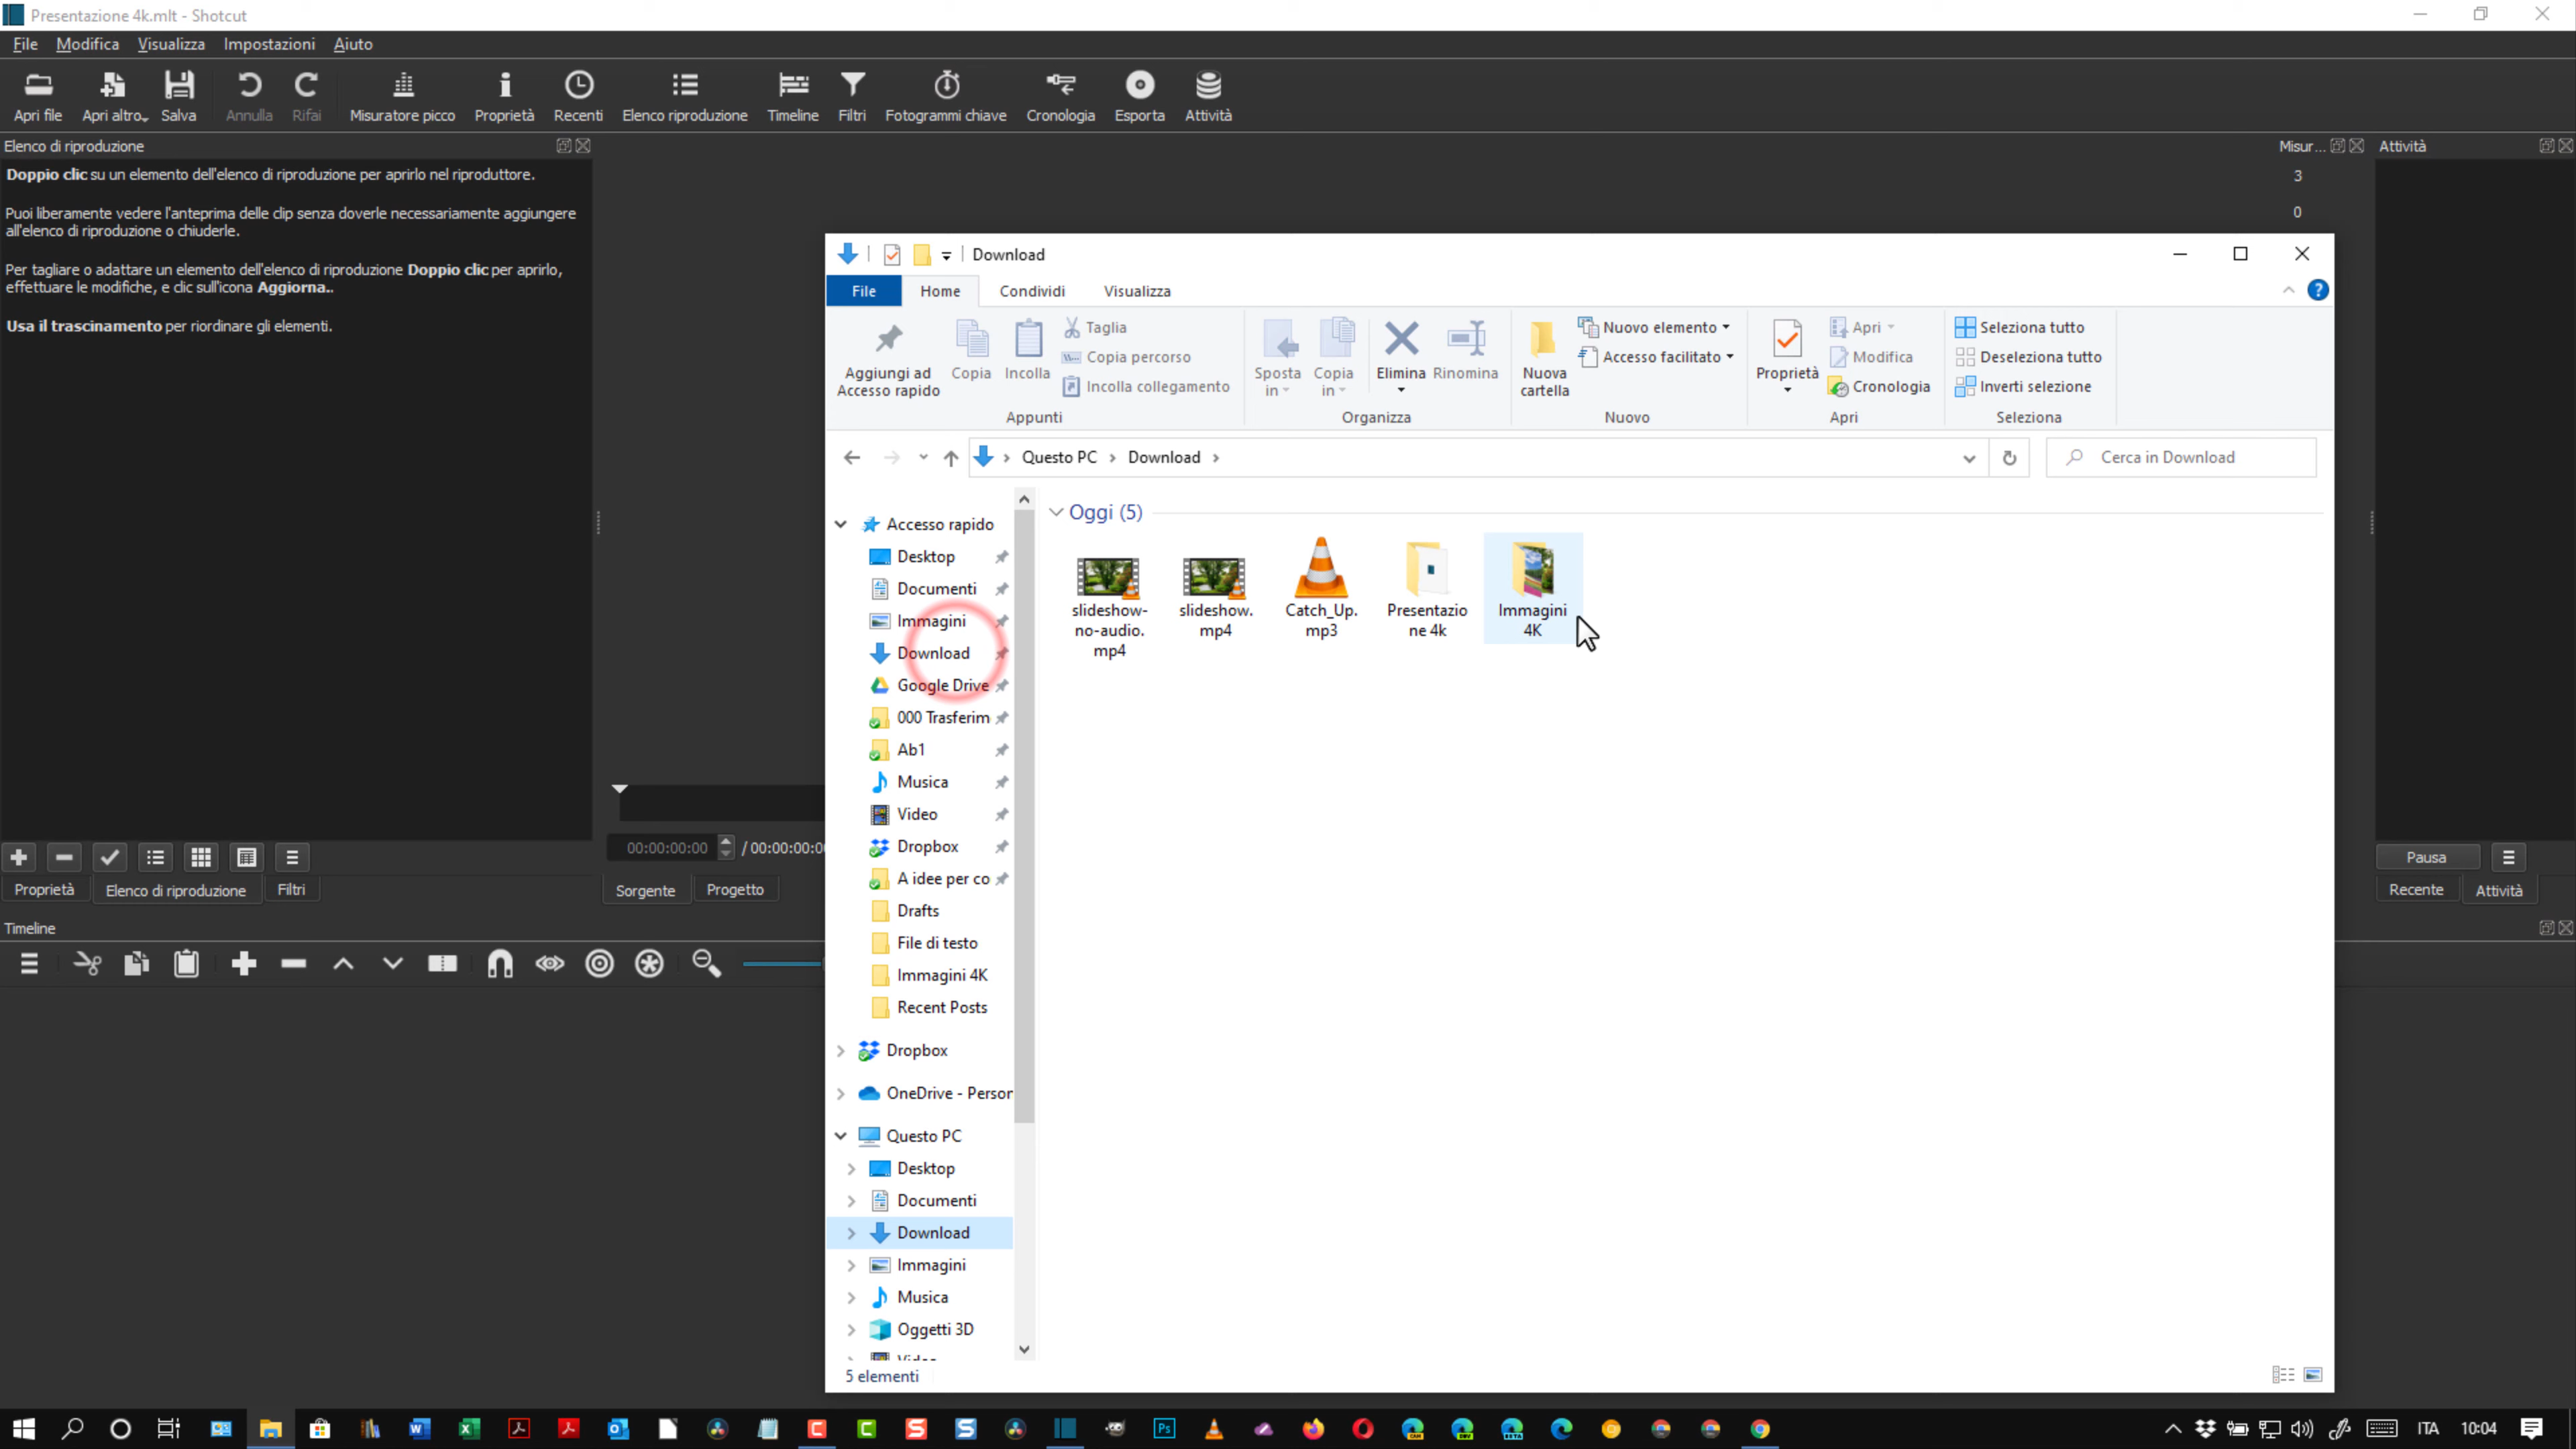 Presentazione 4k.mlt - Shotcut
File Modifica Visualizza Impostazioni Aiuto
Apri file Apri altro Salva Annulla Rifai Misuratore picco Proprietà Recenti Elenco riproduzione Timeline Filtri Fotogrammi chiave Cronologia Esporta Attività
Elenco di riproduzione
Misur... Attività
Doppio clic su un elemento dell'elenco di riproduzione per aprirlo nel riproduttore.
3
Puoi liberamente vedere l'anteprima delle clip senza doverle necessariamente aggiungere
all'elenco di riproduzione o chiuderle.
0
Per tagliare o adattare un elemento dell'elenco di riproduzione Doppio clic per aprirlo,
effettuare le modifiche, e clic sull'icona Aggiorna..
Usa il trascinamento per riordinare gli elementi.
Download
File Home Condividi Visualizza
Aggiungi ad
Accesso rapido
Copia
Incolla
Taglia
Copia percorso
Incolla collegamento
Appunti
Sposta
in
Copia
in
Elimina
Rinomina
Organizza
Nuova
cartella
Nuovo elemento
Accesso facilitato
Nuovo
Proprietà
Apri
Modifica
Cronologia
Apri
Seleziona tutto
Deseleziona tutto
Inverti selezione
Seleziona
Questo PC Download
Cerca in Download
Accesso rapido
Desktop
Documenti
Immagini
Download
Google Drive
000 Trasferim
Ab1
Musica
Video
Dropbox
A idee per co
Drafts
File di testo
Immagini 4K
Recent Posts
Dropbox
OneDrive - Person
Questo PC
Desktop
Documenti
Download
Immagini
Musica
Oggetti 3D
Video
Oggi (5)
slideshow-
no-audio.
mp4
slideshow.
mp4
Catch_Up.
mp3
Presentazio
ne 4k
Immagini
4K
5 elementi
00:00:00:00 / 00:00:00:0
Proprietà Elenco di riproduzione Filtri
Sorgente Progetto
Pausa
Recente Attività
Timeline
ITA 10:04